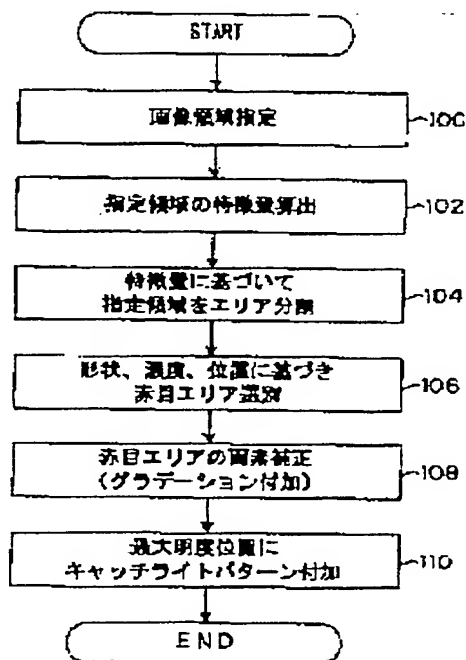 START
画像領域指定
100
指定領域の特徴量算出
102
特徴量に基づいて
指定領域をエリア分割
104
形状、濃度、位置に基づき
赤目エリア選別
106
赤目エリアの画素補正
(グラデーション付加)
108
最大明度位置に
キャッチライトパターン付加
110
END